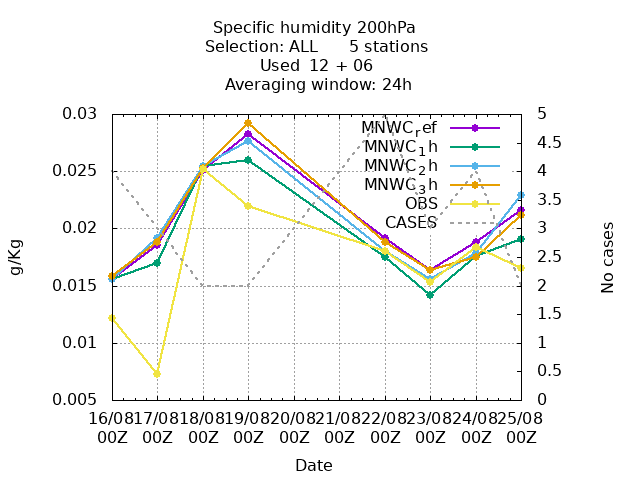 Specific humidity 200hPa
Selection: ALL 5 stations
Used 12 + 06
Averaging window: 24h
g/Kg
0.03
0.025
0.02
0.015
0.01
0.005
MNWCref
MNWC1h
MNWC2h
MNWC3h
OBS
CASES
5
4.5
4
3.5
3
2.5
2
1.5
1
0.5
0
No cases
16/08 17/08 18/08 19/08 20/08 21/08 22/08 23/08 24/08 25/08
00Z 00Z 00Z 00Z 00Z 00Z 00Z 00Z 00Z 00Z
Date